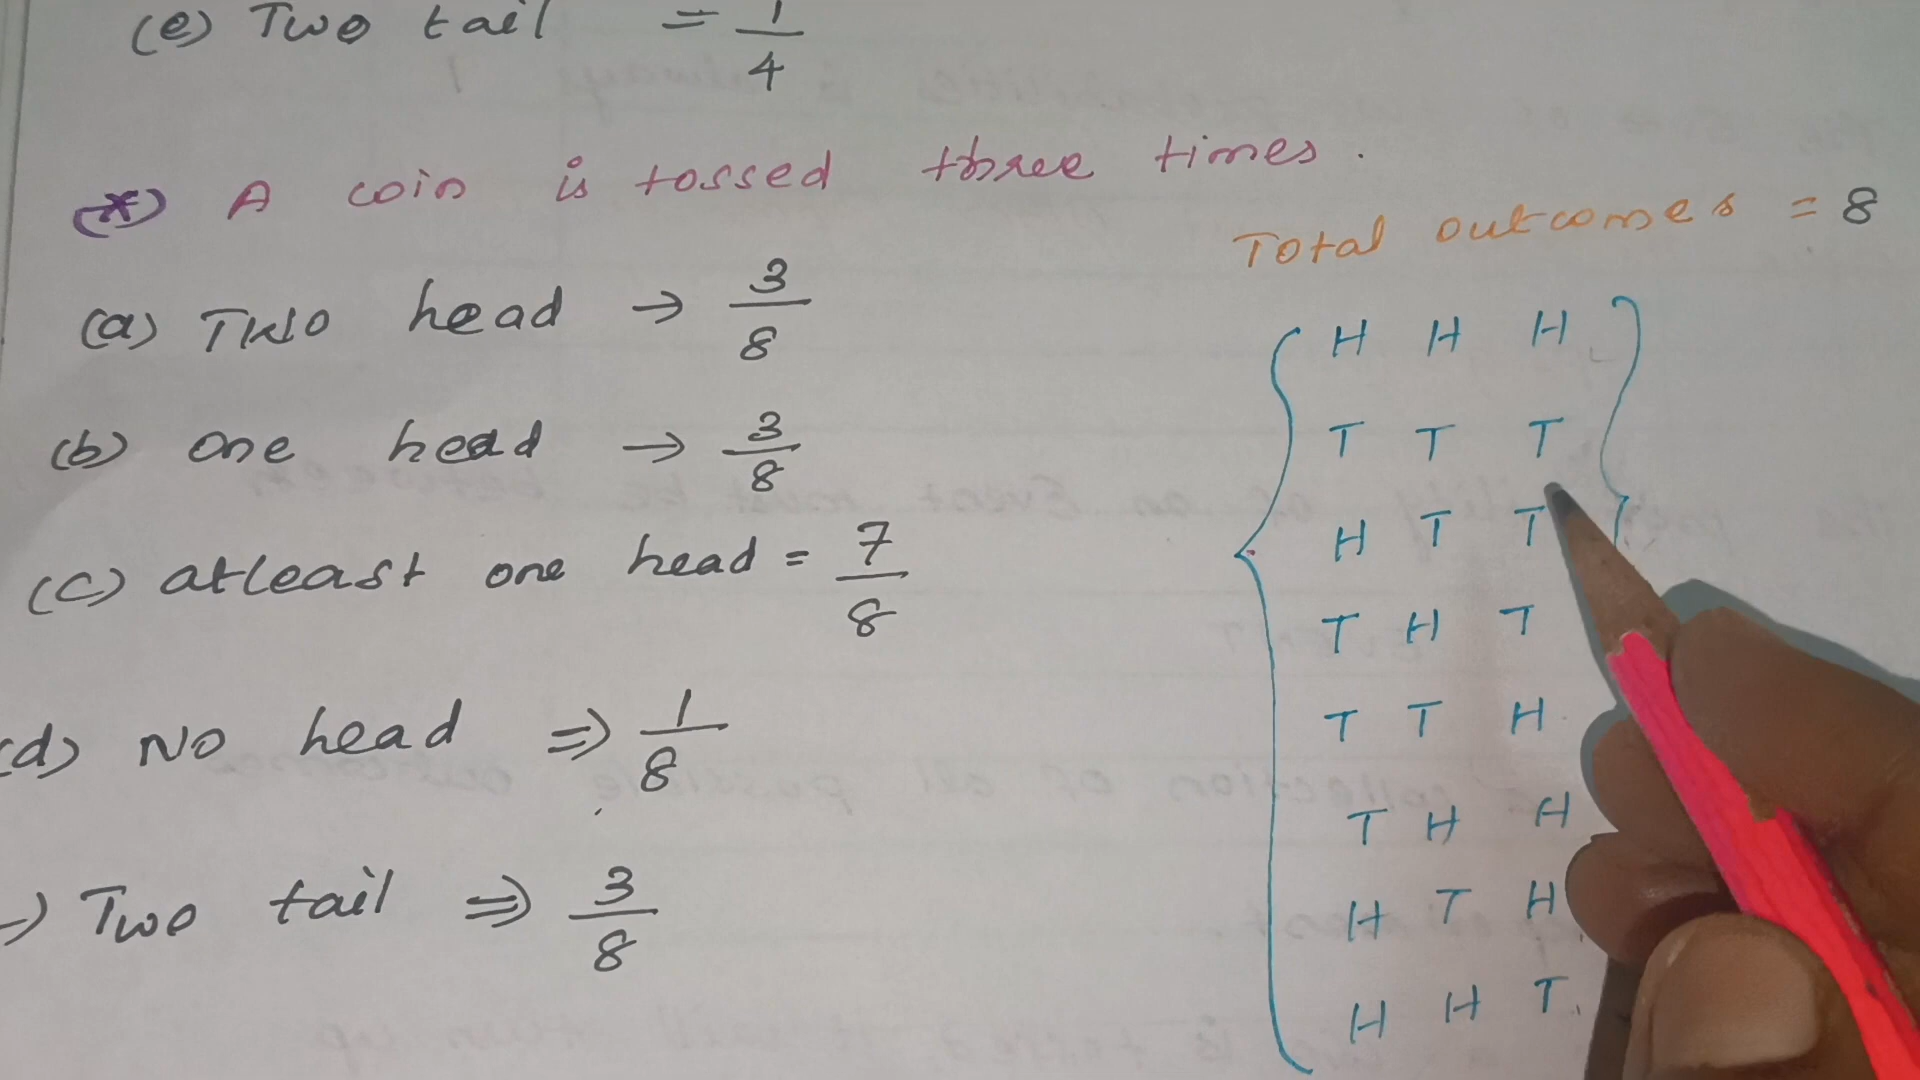 (e) Two tail = 1/4
(*) A coin is tossed three times.
Total outcomes = 8
(a) Two head → 3/8
(b) one head → 3/8
(c) atleast one head = 7/8
(d) No head ⇒ 1/8
→) Two tail ⇒ 3/8
{ H H H }
T T T
H T T
T H T
T T H
T H H
H T H
H H T